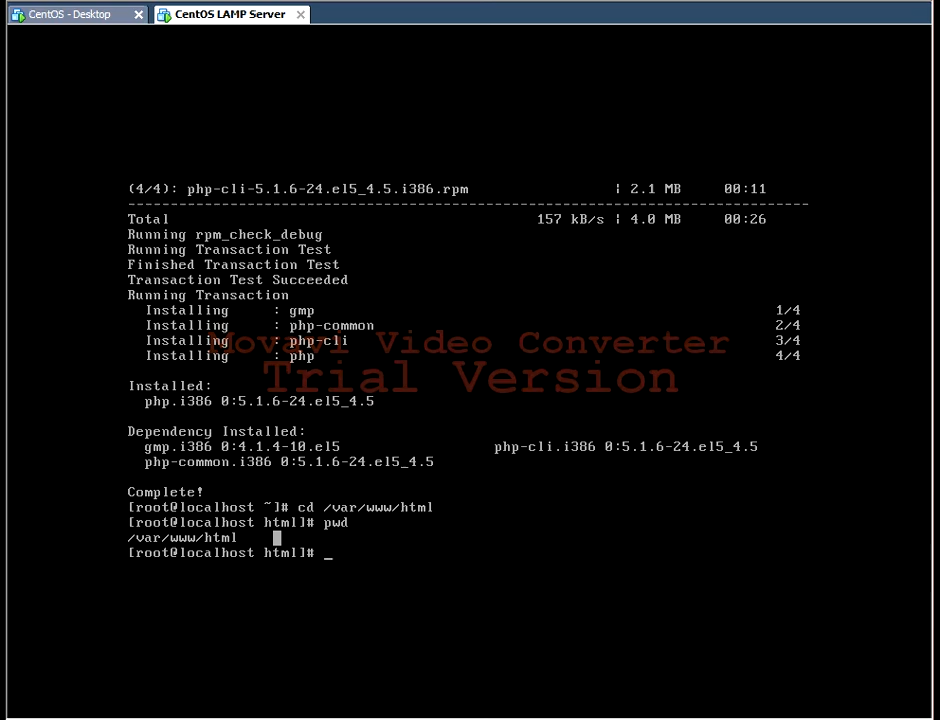 CentOS - Desktop CentOS LAMP Server
(4/4): php-cli-5.1.6-24.el5_4.5.i386.rpm | 2.1 MB 00:11
--------------------------------------------------------------------------------
Total 157 kB/s | 4.0 MB 00:26
Running rpm_check_debug
Running Transaction Test
Finished Transaction Test
Transaction Test Succeeded
Running Transaction
Installing : gmp 1/4
Installing : php-common 2/4
Installing : php-cli 3/4
Installing : php 4/4
Movavi Video Converter
Trial Version
Installed:
php.i386 0:5.1.6-24.el5_4.5
Dependency Installed:
gmp.i386 0:4.1.4-10.el5 php-cli.i386 0:5.1.6-24.el5_4.5
php-common.i386 0:5.1.6-24.el5_4.5
Complete!
[root@localhost ~]# cd /var/www/html
[root@localhost html]# pwd
/var/www/html
[root@localhost html]# _